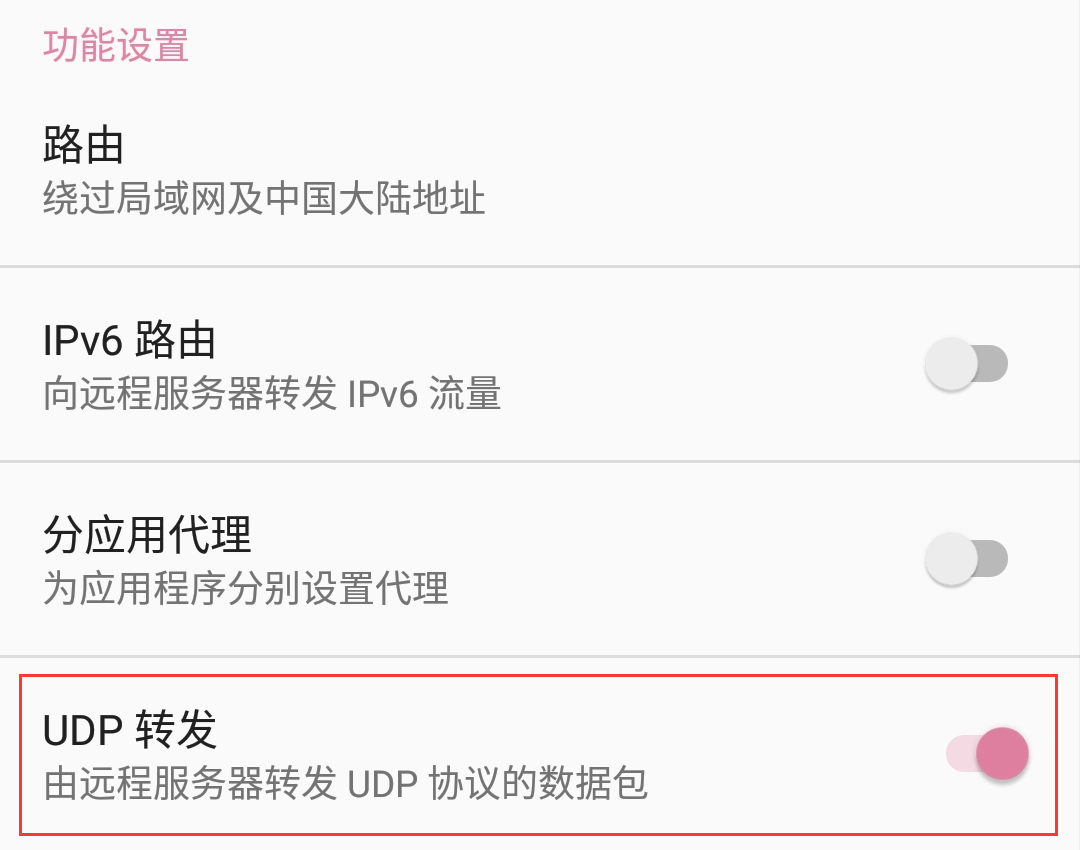 功能设置
路由
绕过局域网及中国大陆地址
IPv6 路由
向远程服务器转发 IPv6 流量
分应用代理
为应用程序分别设置代理
UDP 转发
由远程服务器转发 UDP 协议的数据包